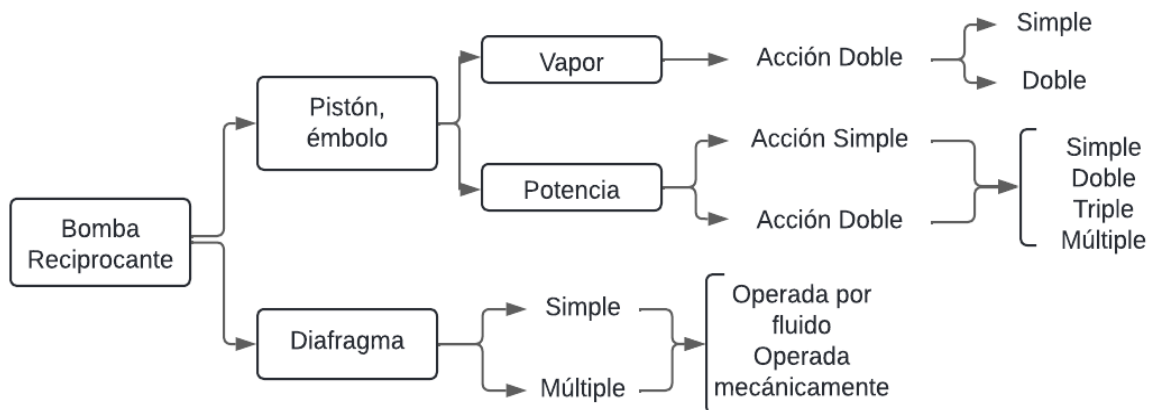 Bomba
Reciprocante
Pistón,
émbolo
Vapor
Acción Doble
Simple
Doble
Potencia
Acción Simple
Acción Doble
Simple
Doble
Triple
Múltiple
Diafragma
Simple
Múltiple
Operada por
fluido
Operada
mecánicamente